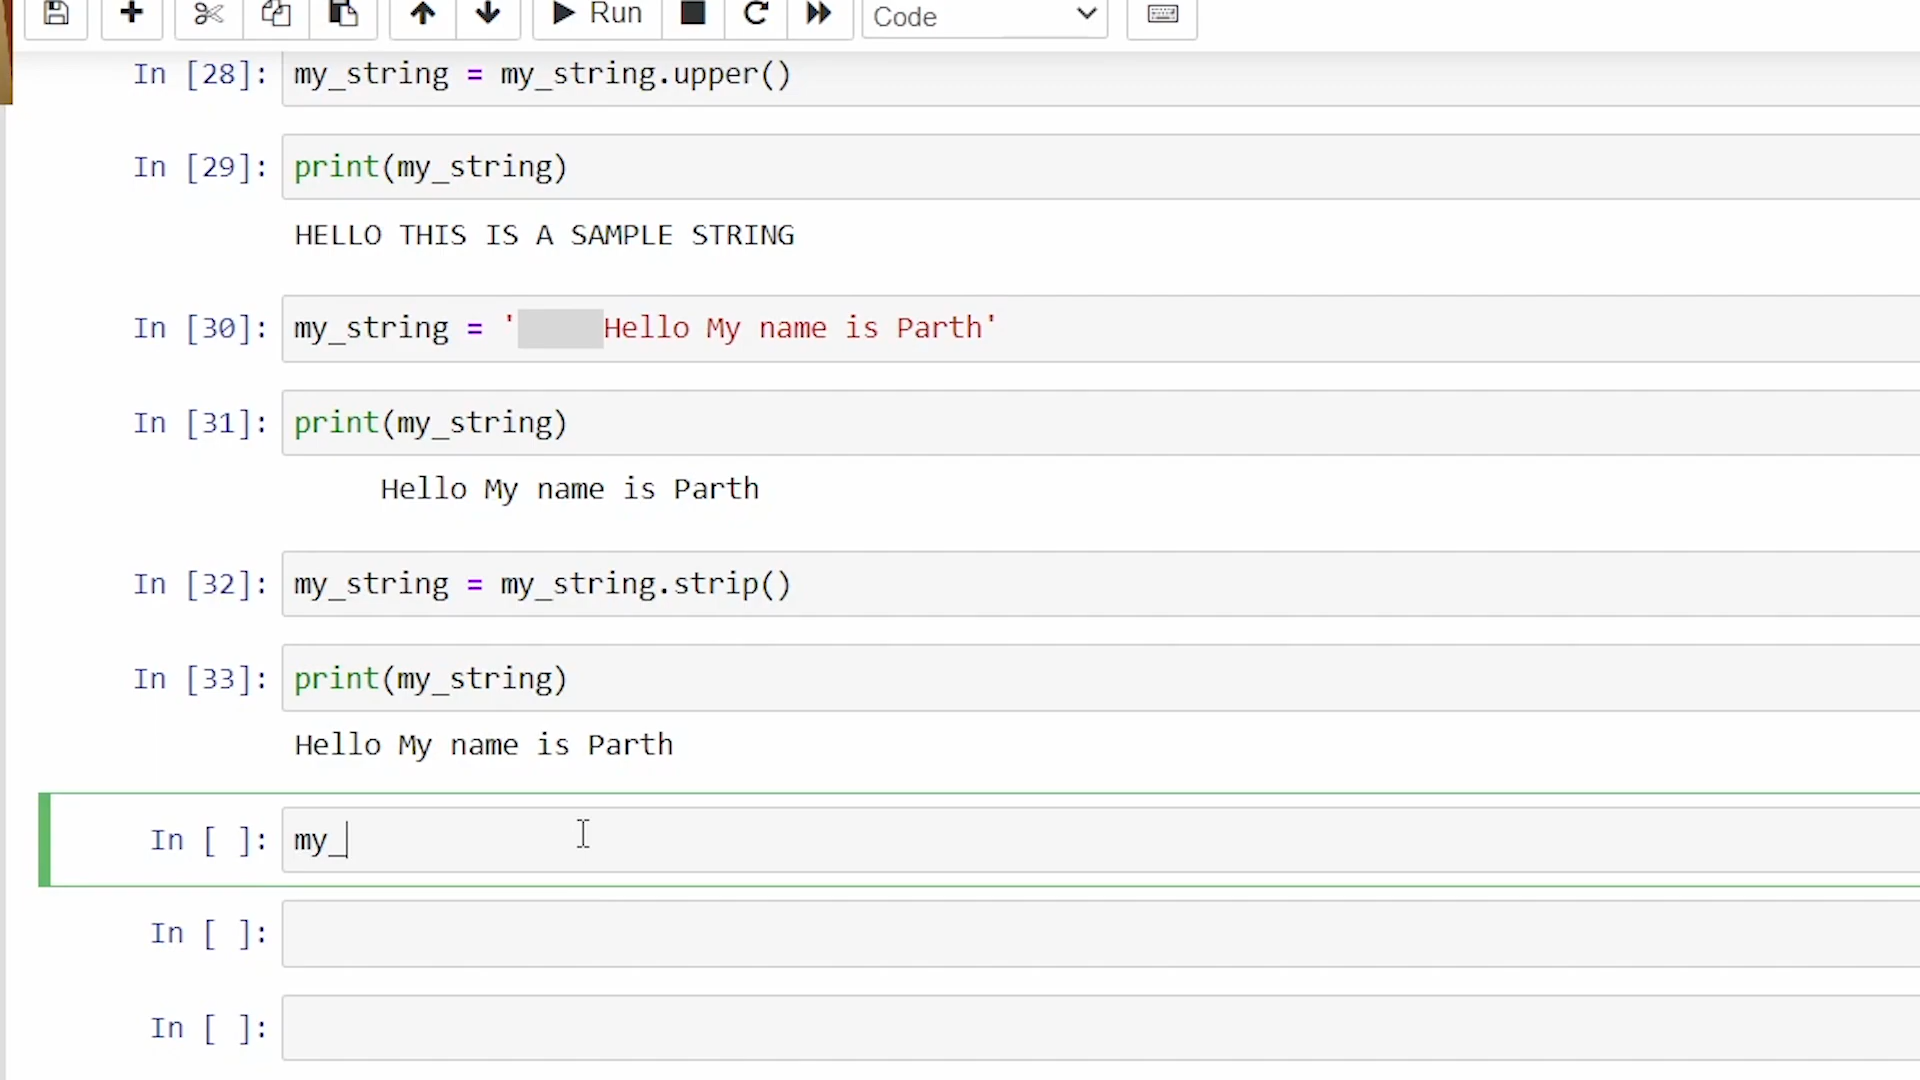 Run
Code
In [28]: my_string = my_string.upper()
In [29]: print(my_string)
HELLO THIS IS A SAMPLE STRING
In [30]: my_string = '     Hello My name is Parth'
In [31]: print(my_string)
     Hello My name is Parth
In [32]: my_string = my_string.strip()
In [33]: print(my_string)
Hello My name is Parth
In [ ]: my_
In [ ]:
In [ ]: